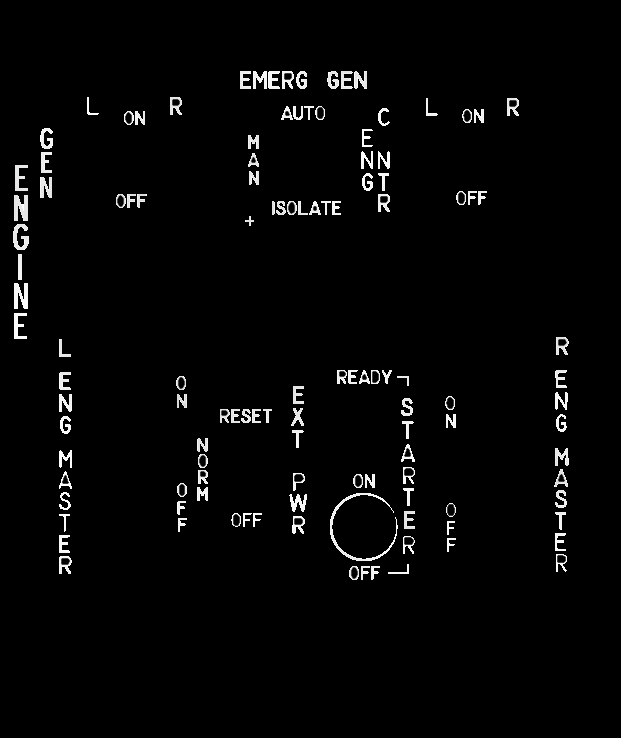 EMERG GEN
L ON R
AUTO
L ON R
GEN
MAN
ENG
CNTR
ENGINE
OFF
ISOLATE
OFF
+
L ENG MASTER
R ENG MASTER
ON
RESET
EXT PWR
READY
STARTER
ON
NORM
ON
OFF
OFF
OFF
OFF